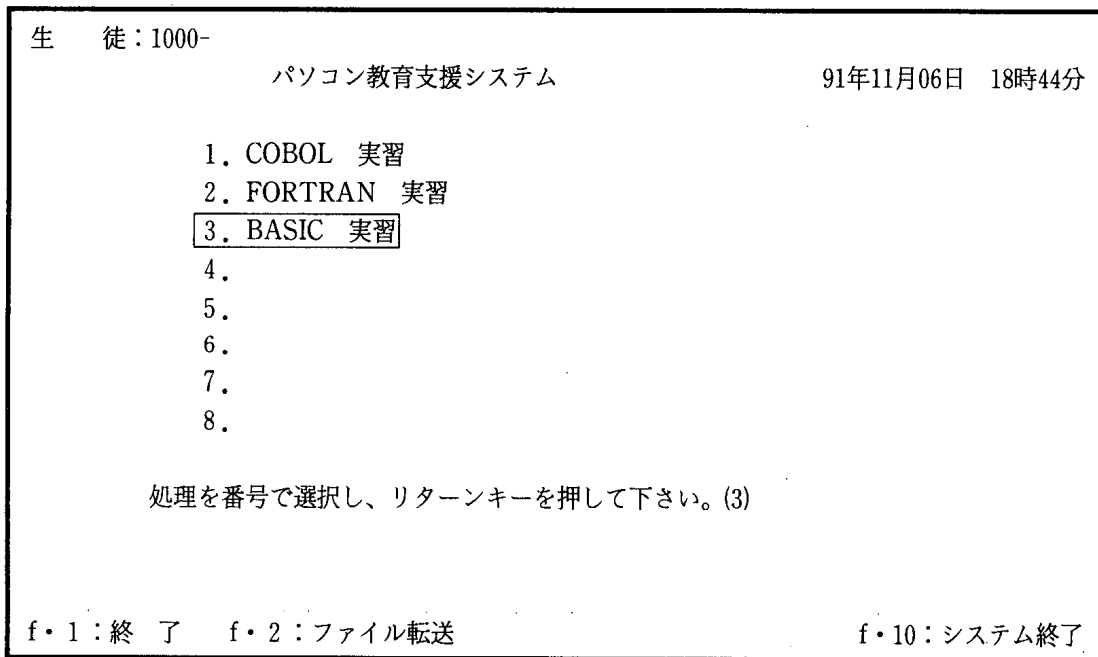 生　　徒：1000-
パソコン教育支援システム　91年11月06日　18時44分
1．COBOL　実習
2．FORTRAN　実習
3．BASIC　実習
4．
5．
6．
7．
8．
処理を番号で選択し、リターンキーを押して下さい。(3)
f・1：終　了　f・2：ファイル転送　f・10：システム終了